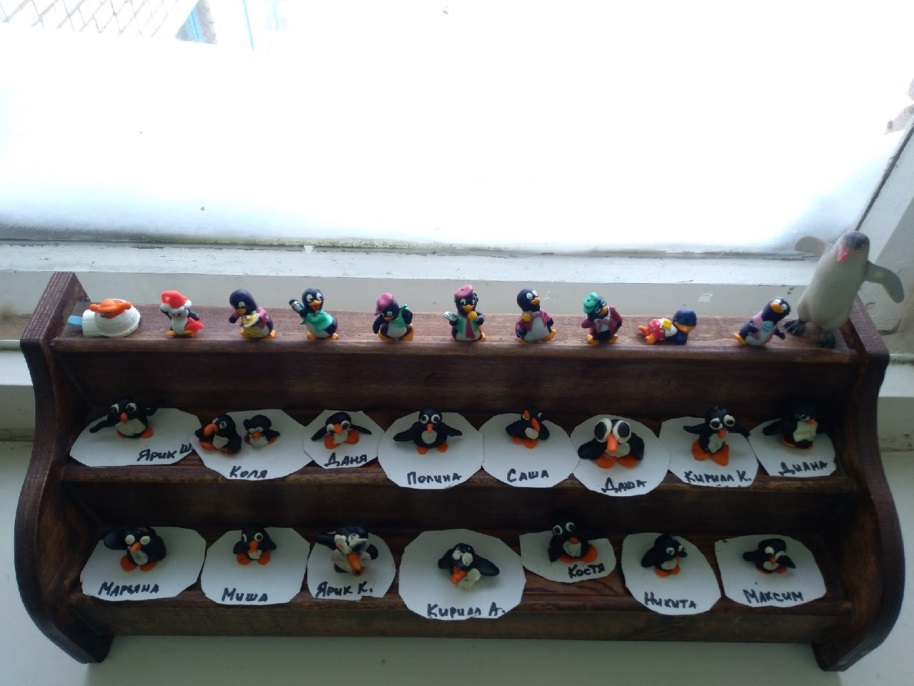 Ярик Ш
Коля
Даня
Полина
Саша
Даша
Кирилл К.
Диана
Марьяна
Миша
Ярик К.
Кирилл А.
Костя
Никита
Максим